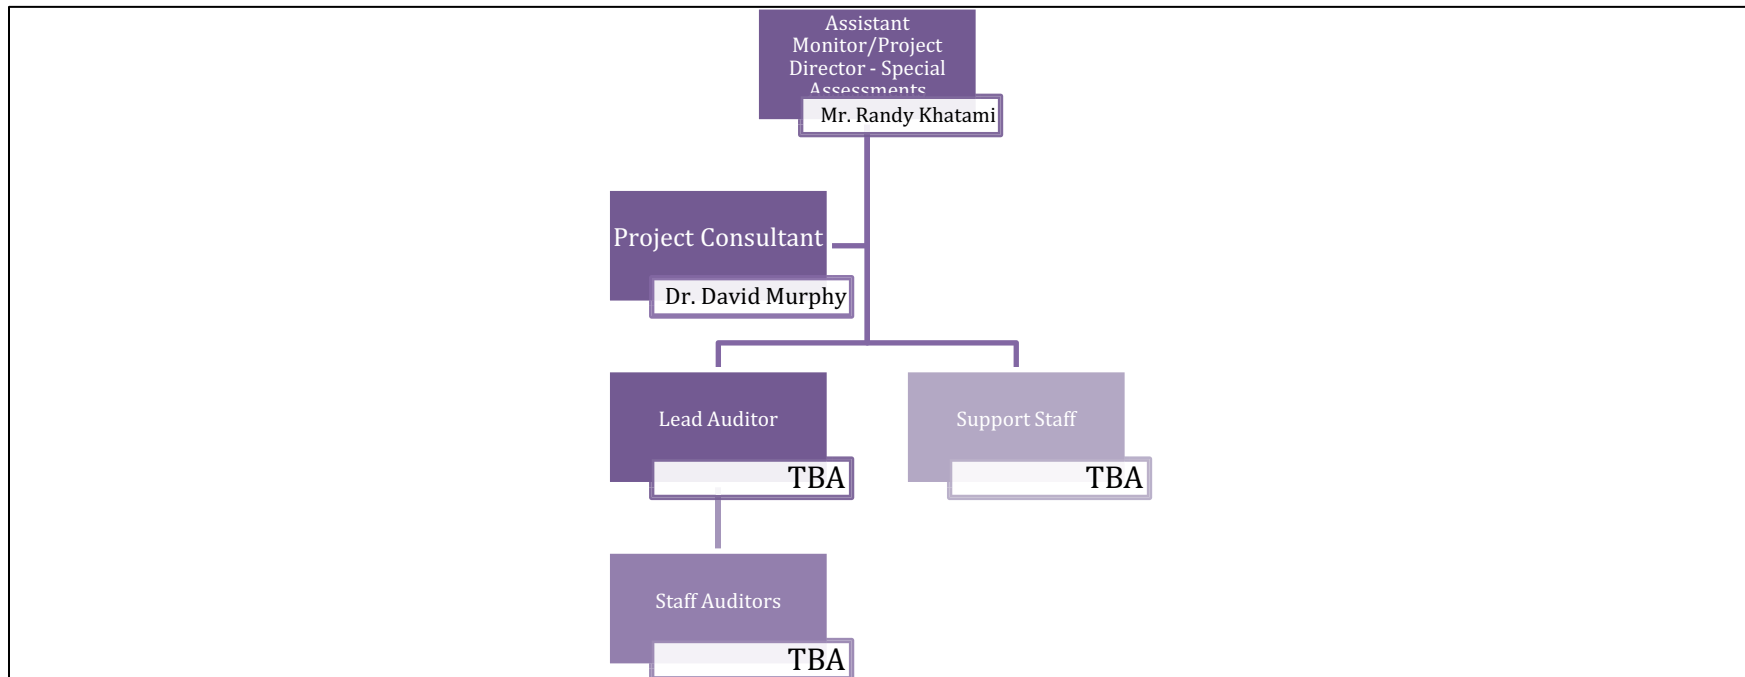 Assistant
Monitor/Project
Director - Special
Assessments
Mr. Randy Khatami
Project Consultant
Dr. David Murphy
Lead Auditor
TBA
Support Staff
TBA
Staff Auditors
TBA